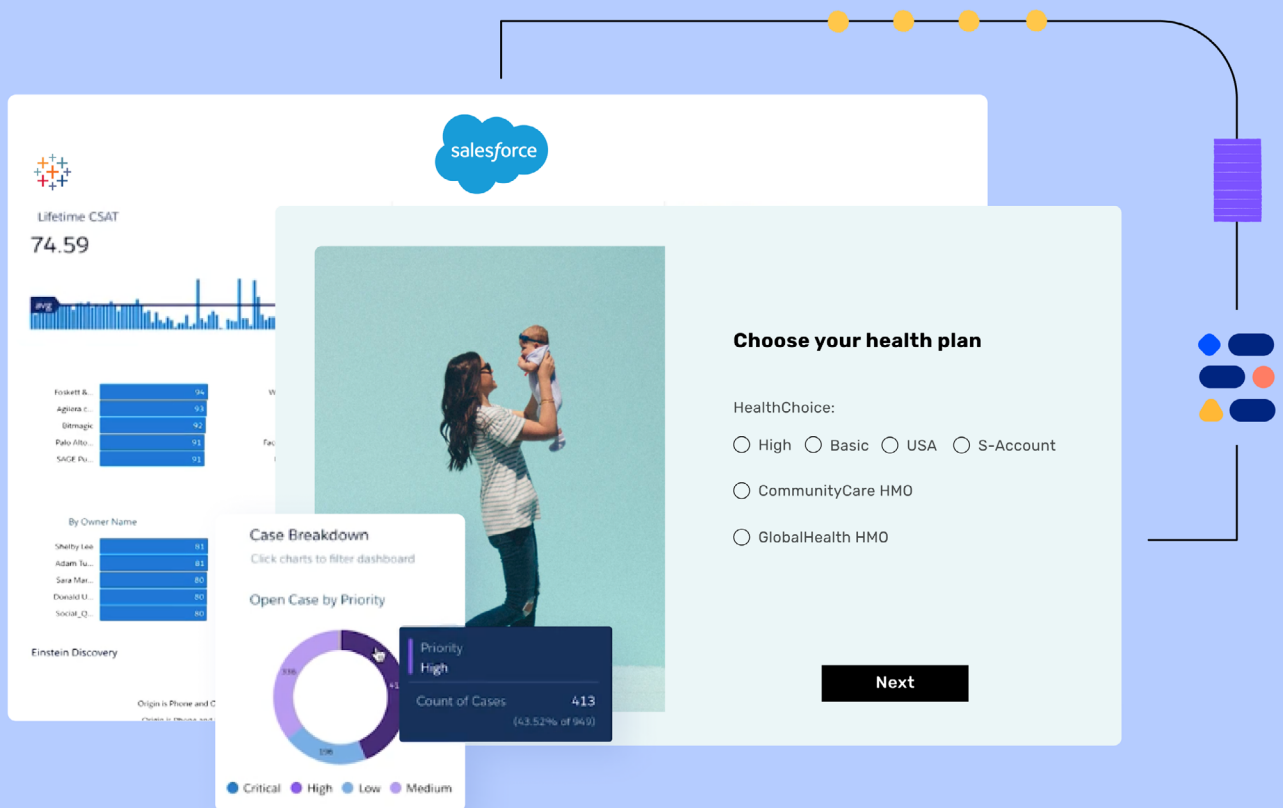 salesforce
Lifetime CSAT
74.59
avg
Foskett &... 94
Agilera c... 93
Bitmagic 92
Palo Alto... 91
SAGE Pu... 91
By Owner Name
Shelby Lee 81
Adam Tu... 81
Sara Mar... 80
Donald U... 80
Social_Q... 80
Einstein Discovery
Origin is Phone and C
Choose your health plan
HealthChoice:
High Basic USA S-Account
CommunityCare HMO
GlobalHealth HMO
Next
Case Breakdown
Click charts to filter dashboard
Open Case by Priority
336
41
196
Priority
High
Count of Cases 413
(43.52% of 949)
Critical High Low Medium